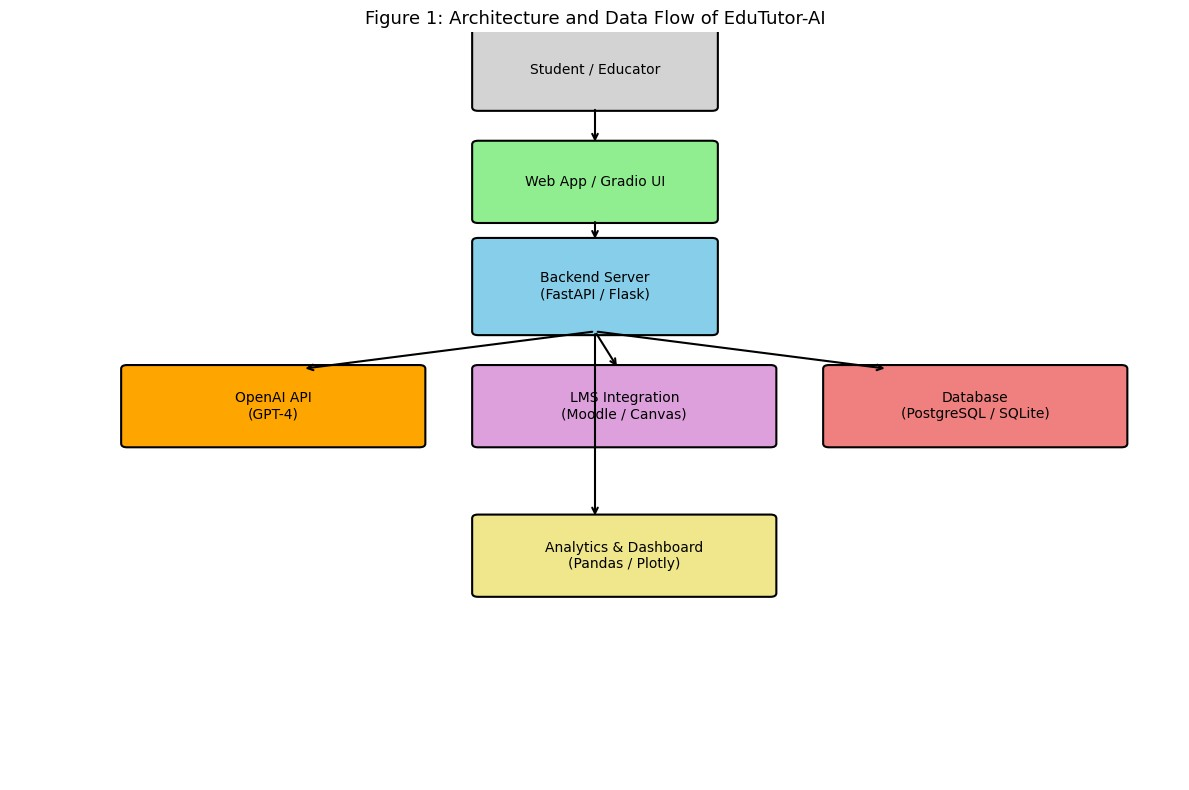 Figure 1: Architecture and Data Flow of EduTutor-AI
Student / Educator
Web App / Gradio UI
Backend Server
(FastAPI / Flask)
OpenAI API
(GPT-4)
LMS Integration
(Moodle / Canvas)
Database
(PostgreSQL / SQLite)
Analytics & Dashboard
(Pandas / Plotly)